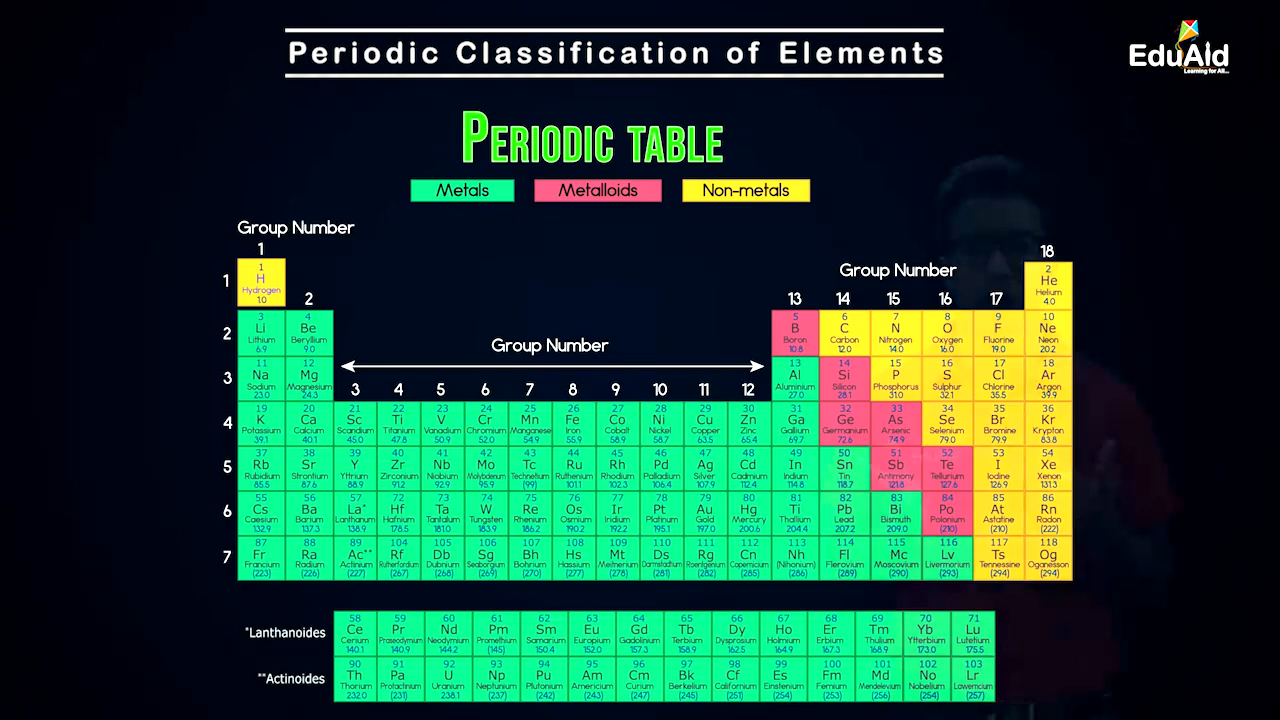 Periodic Classification of Elements
EduAid
Learning for All...
PERIODIC TABLE
Metals Metalloids Non-metals
Group Number
1 18
Group Number
2 13 14 15 16 17
Group Number
3 4 5 6 7 8 9 10 11 12
1
1 H Hydrogen 1.0
2 He Helium 4.0
2
3 Li Lithium 6.9
4 Be Beryllium 9.0
5 B Boron 10.8
6 C Carbon 12.0
7 N Nitrogen 14.0
8 O Oxygen 16.0
9 F Fluorine 19.0
10 Ne Neon 20.2
3
11 Na Sodium 23.0
12 Mg Magnesium 24.3
13 Al Aluminium 27.0
14 Si Silicon 28.1
15 P Phosphorus 31.0
16 S Sulphur 32.1
17 Cl Chlorine 35.5
18 Ar Argon 39.9
4
19 K Potassium 39.1
20 Ca Calcium 40.1
21 Sc Scandium 45.0
22 Ti Titanium 47.8
23 V Vanadium 50.9
24 Cr Chromium 52.0
25 Mn Manganese 54.9
26 Fe Iron 55.9
27 Co Cobalt 58.9
28 Ni Nickel 58.7
29 Cu Copper 63.5
30 Zn Zinc 65.4
31 Ga Gallium 69.7
32 Ge Germanium 72.6
33 As Arsenic 74.9
34 Se Selenium 79.0
35 Br Bromine 79.9
36 Kr Krypton 83.8
5
37 Rb Rubidium 85.5
38 Sr Strontium 87.6
39 Y Yttrium 88.9
40 Zr Zirconium 91.2
41 Nb Niobium 92.9
42 Mo Molybdenum 95.9
43 Tc Technetium (99)
44 Ru Ruthenium 101.1
45 Rh Rhodium 102.3
46 Pd Palladium 106.4
47 Ag Silver 107.9
48 Cd Cadmium 112.4
49 In Indium 114.8
50 Sn Tin 118.7
51 Sb Antimony 121.8
52 Te Tellurium 127.6
53 I Iodine 126.9
54 Xe Xenon 131.3
6
55 Cs Caesium 132.9
56 Ba Barium 137.3
57 La* Lanthanum 138.9
72 Hf Hafnium 178.5
73 Ta Tantalum 181.0
74 W Tungsten 183.9
75 Re Rhenium 186.2
76 Os Osmium 190.2
77 Ir Iridium 192.2
78 Pt Platinum 195.1
79 Au Gold 197.0
80 Hg Mercury 200.6
81 Ti Thallium 204.4
82 Pb Lead 207.2
83 Bi Bismuth 209.0
84 Po Polonium (210)
85 At Astatine (210)
86 Rn Radon (222)
7
87 Fr Francium (223)
88 Ra Radium (226)
89 Ac** Actinium (227)
104 Rf Rutherfordium (267)
105 Db Dubnium (268)
106 Sg Seaborgium (269)
107 Bh Bohrium (270)
108 Hs Hassium (277)
109 Mt Meitnerium (278)
110 Ds Darmstadtium (281)
111 Rg Roentgenium (282)
112 Cn Copernicium (285)
113 Nh (Nihonium) (286)
114 Fl Flerovium (289)
115 Mc Moscovium (290)
116 Lv Livermorium (293)
117 Ts Tennessine (294)
118 Og Oganesson (294)
*Lanthanoides
58 Ce Cerium 140.1
59 Pr Praseodymium 140.9
60 Nd Neodymium 144.2
61 Pm Promethium (145)
62 Sm Samarium 150.4
63 Eu Europium 152.0
64 Gd Gadolinium 157.3
65 Tb Terbium 158.9
66 Dy Dysprosium 162.5
67 Ho Holmium 164.9
68 Er Erbium 167.3
69 Tm Thulium 168.9
70 Yb Ytterbium 173.0
71 Lu Lutetium 175.5
**Actinoides
90 Th Thorium 232.0
91 Pa Protactinium (231)
92 U Uranium 238.1
93 Np Neptunium (237)
94 Pu Plutonium (242)
95 Am Americium (243)
96 Cm Curium (247)
97 Bk Berkelium (245)
98 Cf Californium (251)
99 Es Einsteinium (254)
100 Fm Fermium (253)
101 Md Mendelevium (256)
102 No Nobelium (254)
103 Lr Lawrencium (257)